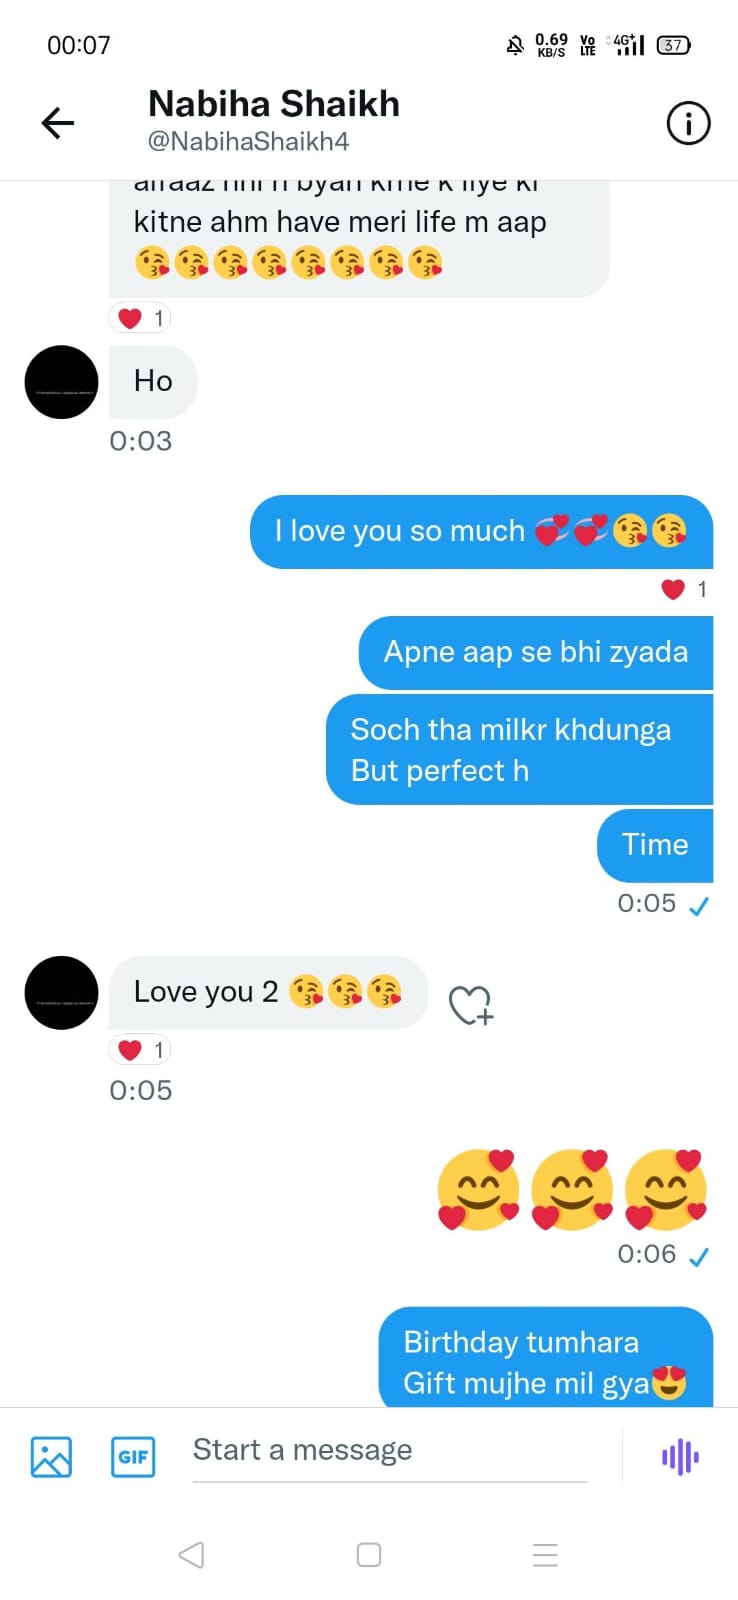 00:07
0.69
KB/S
Vo
LTE
4G+
37
Nabiha Shaikh
@NabihaShaikh4
kitne ahm have meri life m aap
😘😘😘😘😘😘😘😘
❤️ 1
Ho
0:03
I love you so much 💞💞😘😘
❤️ 1
Apne aap se bhi zyada
Soch tha milkr khdunga
But perfect h
Time
0:05
Love you 2 😘😘😘
❤️ 1
0:05
🥰🥰🥰
0:06
Birthday tumhara
Gift mujhe mil gya😍
GIF
Start a message